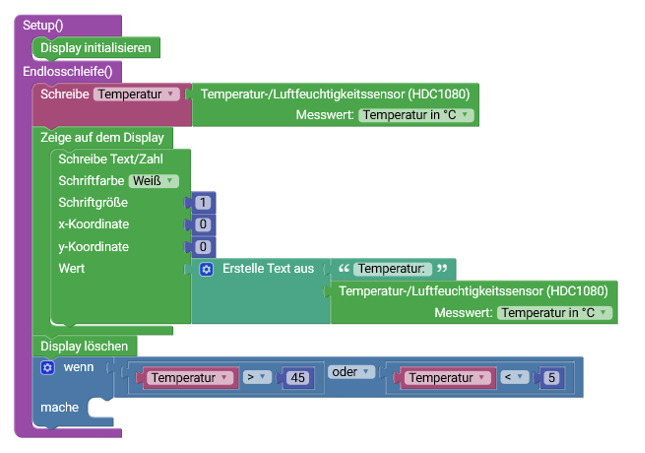 Setup()
Display initialisieren
Endlosschleife()
Schreibe Temperatur Temperatur-/Luftfeuchtigkeitssensor (HDC1080)
Messwert: Temperatur in °C
Zeige auf dem Display
Schreibe Text/Zahl
Schriftfarbe Weiß
Schriftgröße 1
x-Koordinate 0
y-Koordinate 0
Wert Erstelle Text aus “ Temperatur: ”
Temperatur-/Luftfeuchtigkeitssensor (HDC1080)
Messwert: Temperatur in °C
Display löschen
wenn Temperatur > 45 oder Temperatur < 5
mache